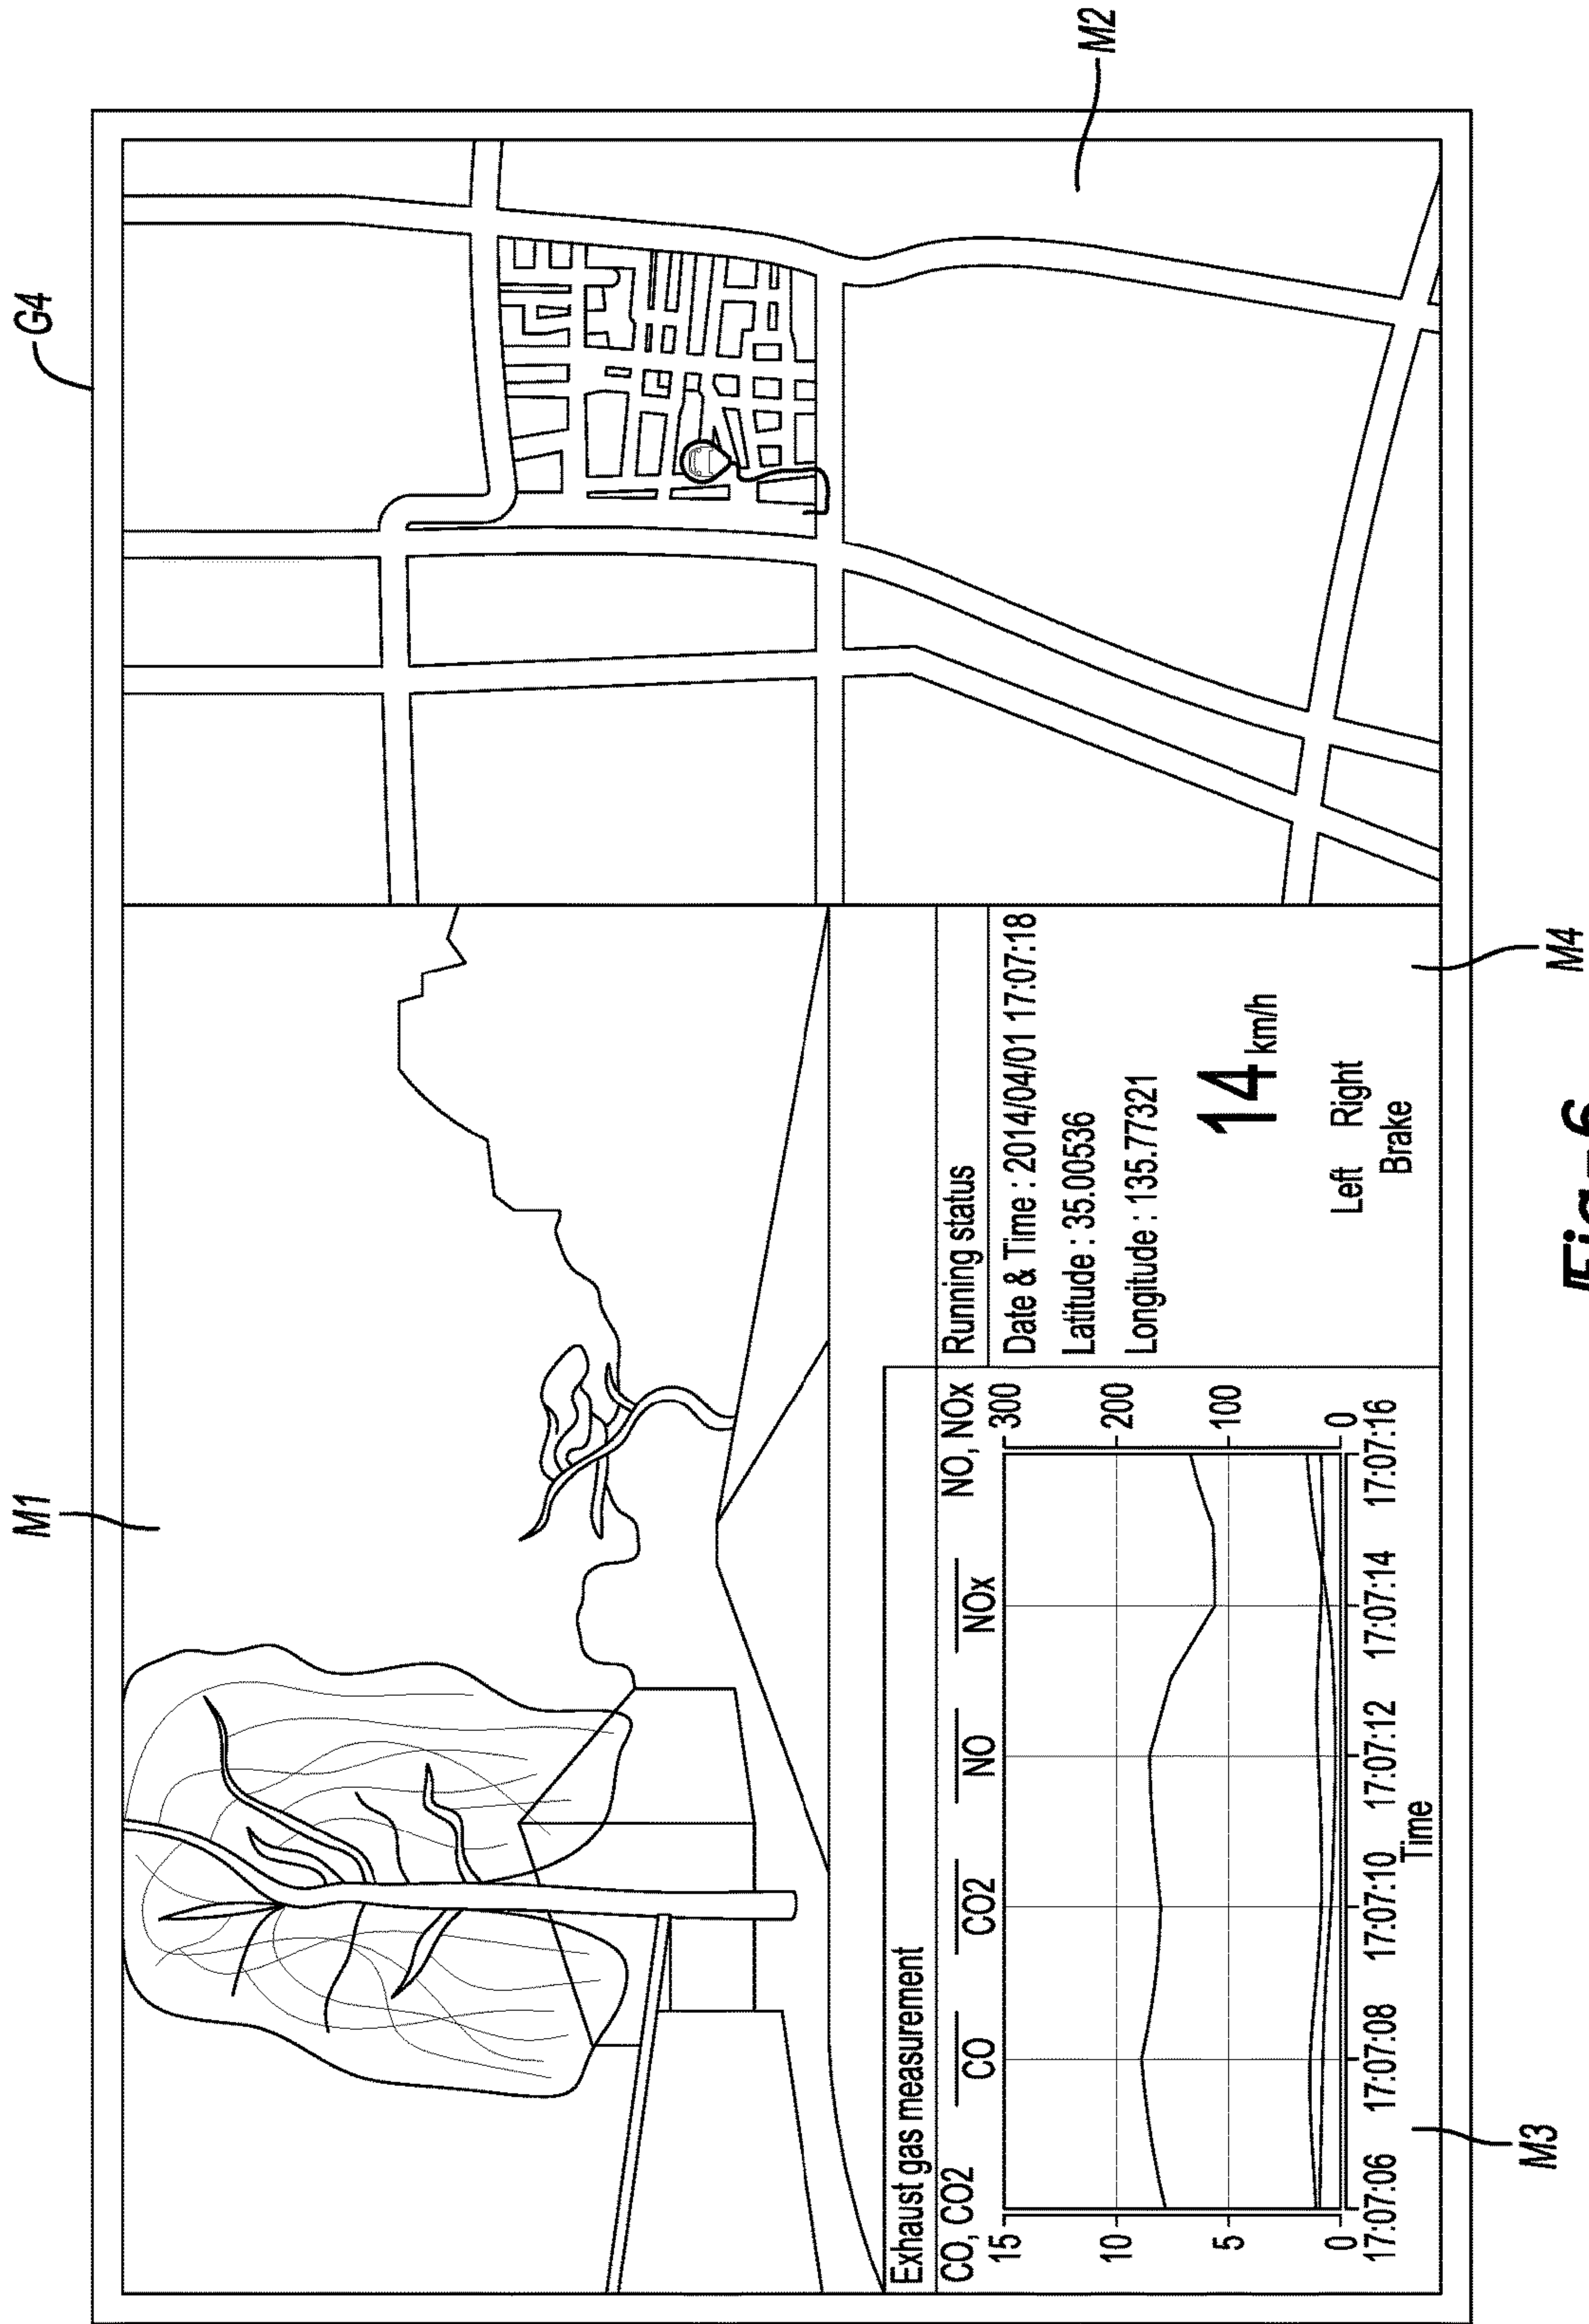 G4
M1
M2
Exhaust gas measurement
CO, CO2 CO CO2 NO NOx NO, NOx
15 300
10 200
5 100
0 0
17:07:06 17:07:08 17:07:10 17:07:12 17:07:14 17:07:16
Time
Running status
Date & Time : 2014/04/01 17:07:18
Latitude : 35.00536
Longitude : 135.77321
14 km/h
Left Right
Brake
M3
M4
Fig-6